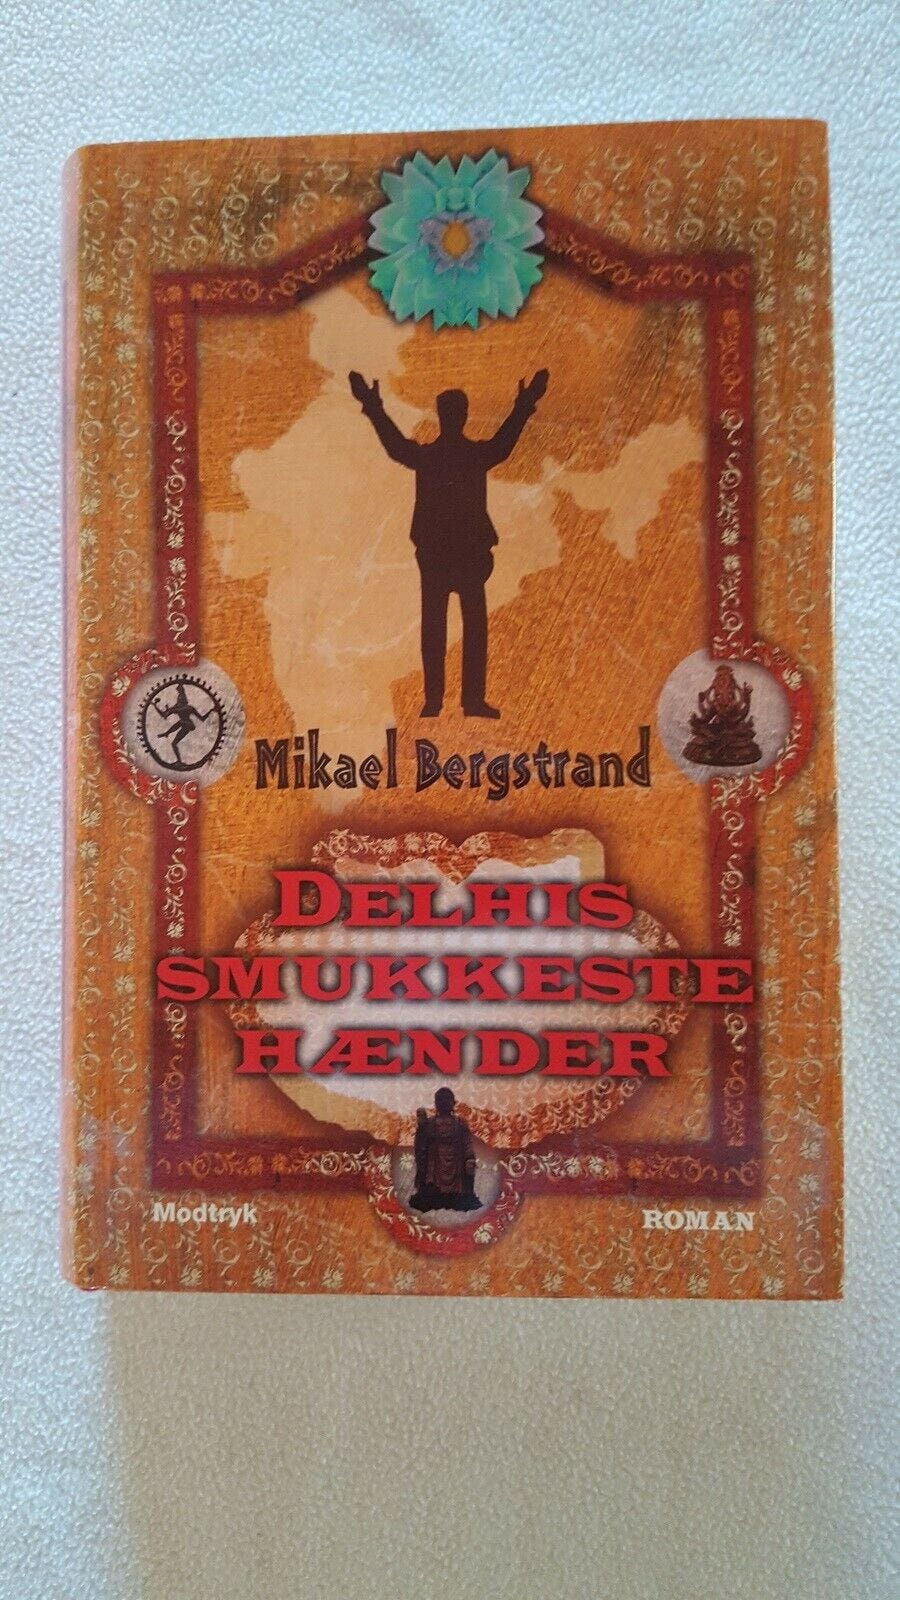 Mikael Bergstrand
DELHIS
SMUKKESTE
HÆNDER
Modtryk
ROMAN